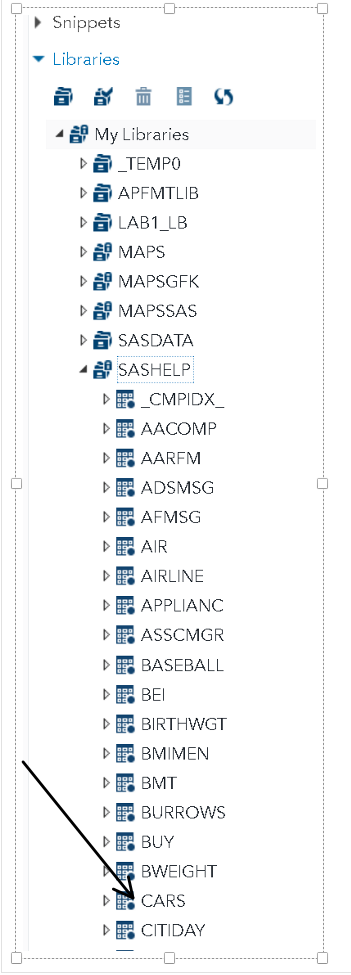 Snippets
Libraries
My Libraries
_TEMP0
APFMTLIB
LAB1_LB
MAPS
MAPSGFK
MAPSSAS
SASDATA
SASHELP
_CMPIDX_
AACOMP
AARFM
ADSMSG
AFMSG
AIR
AIRLINE
APPLIANC
ASSCMGR
BASEBALL
BEI
BIRTHWGT
BMIMEN
BMT
BURROWS
BUY
BWEIGHT
CARS
CITIDAY